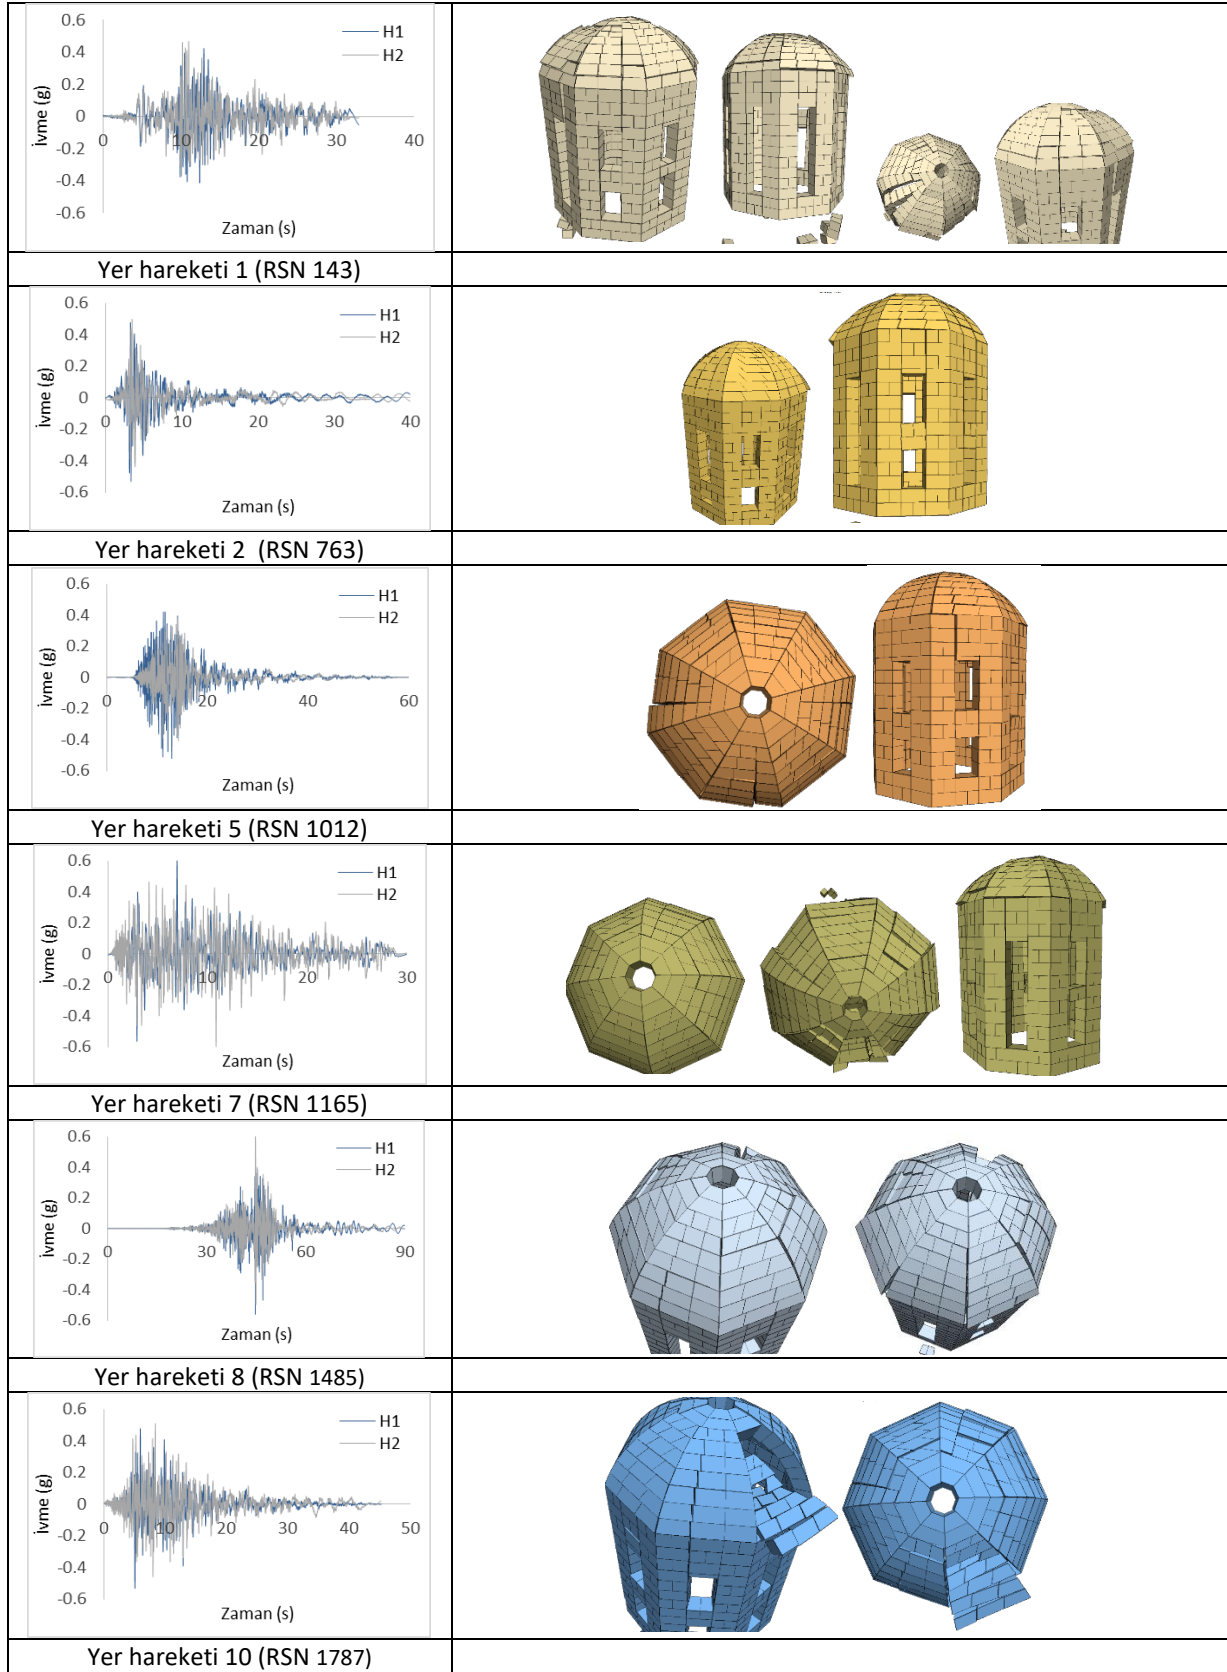 0.6
0.4
0.2
0
-0.2
-0.4
-0.6
0 10 20 30 40
İvme (g)
Zaman (s)
H1
H2
Yer hareketi 1 (RSN 143)
0.6
0.4
0.2
0
-0.2
-0.4
-0.6
0 10 20 30 40
İvme (g)
Zaman (s)
H1
H2
Yer hareketi 2 (RSN 763)
0.6
0.4
0.2
0
-0.2
-0.4
-0.6
0 20 40 60
İvme (g)
Zaman (s)
H1
H2
Yer hareketi 5 (RSN 1012)
0.6
0.4
0.2
0
-0.2
-0.4
-0.6
0 10 20 30
İvme (g)
Zaman (s)
H1
H2
Yer hareketi 7 (RSN 1165)
0.6
0.4
0.2
0
-0.2
-0.4
-0.6
0 30 60 90
İvme (g)
Zaman (s)
H1
H2
Yer hareketi 8 (RSN 1485)
0.6
0.4
0.2
0
-0.2
-0.4
-0.6
0 10 20 30 40 50
İvme (g)
Zaman (s)
H1
H2
Yer hareketi 10 (RSN 1787)